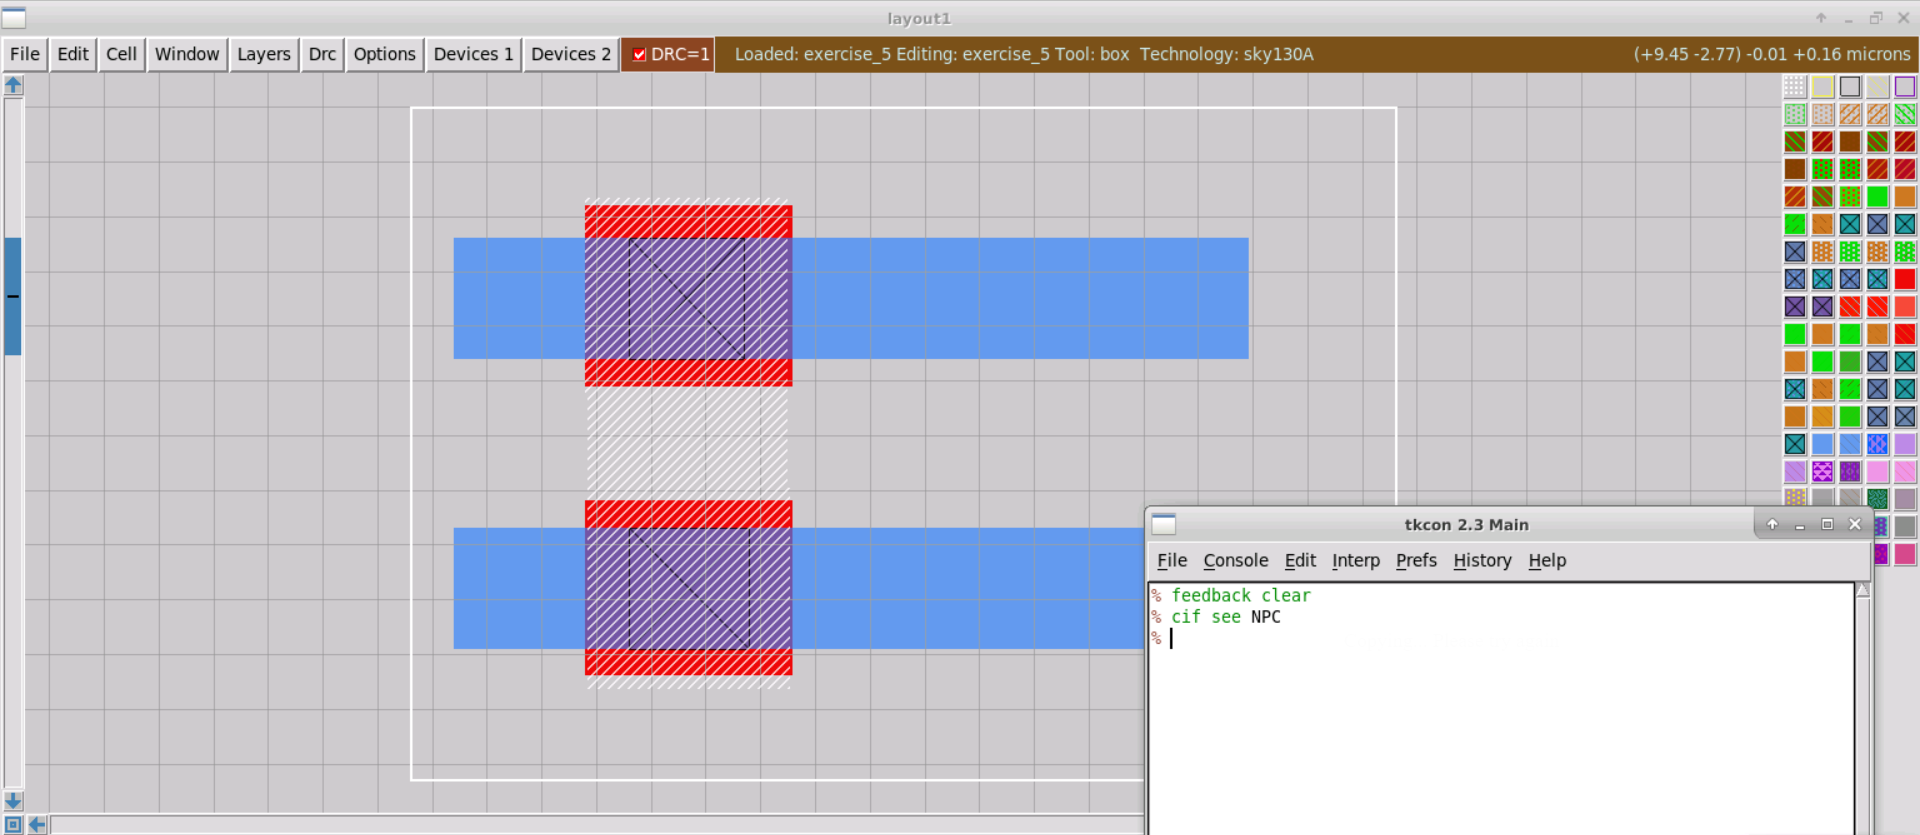 layout1
File Edit Cell Window Layers Drc Options Devices 1 Devices 2 DRC=1 Loaded: exercise_5 Editing: exercise_5 Tool: box Technology: sky130A (+9.45 -2.77) -0.01 +0.16 microns
tkcon 2.3 Main
File Console Edit Interp Prefs History Help
% feedback clear
% cif see NPC
%